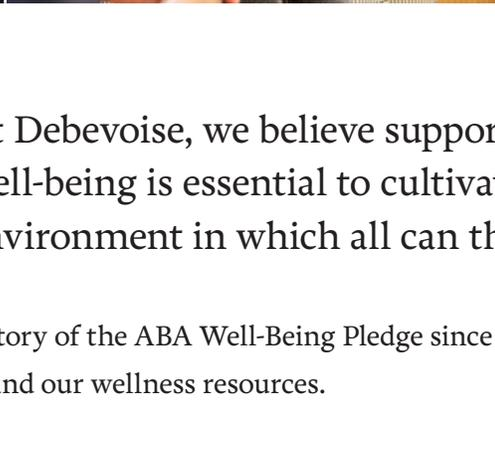 t Debevoise, we believe suppor
ell-being is essential to cultiva
nvironment in which all can th
tory of the ABA Well-Being Pledge since
nd our wellness resources.